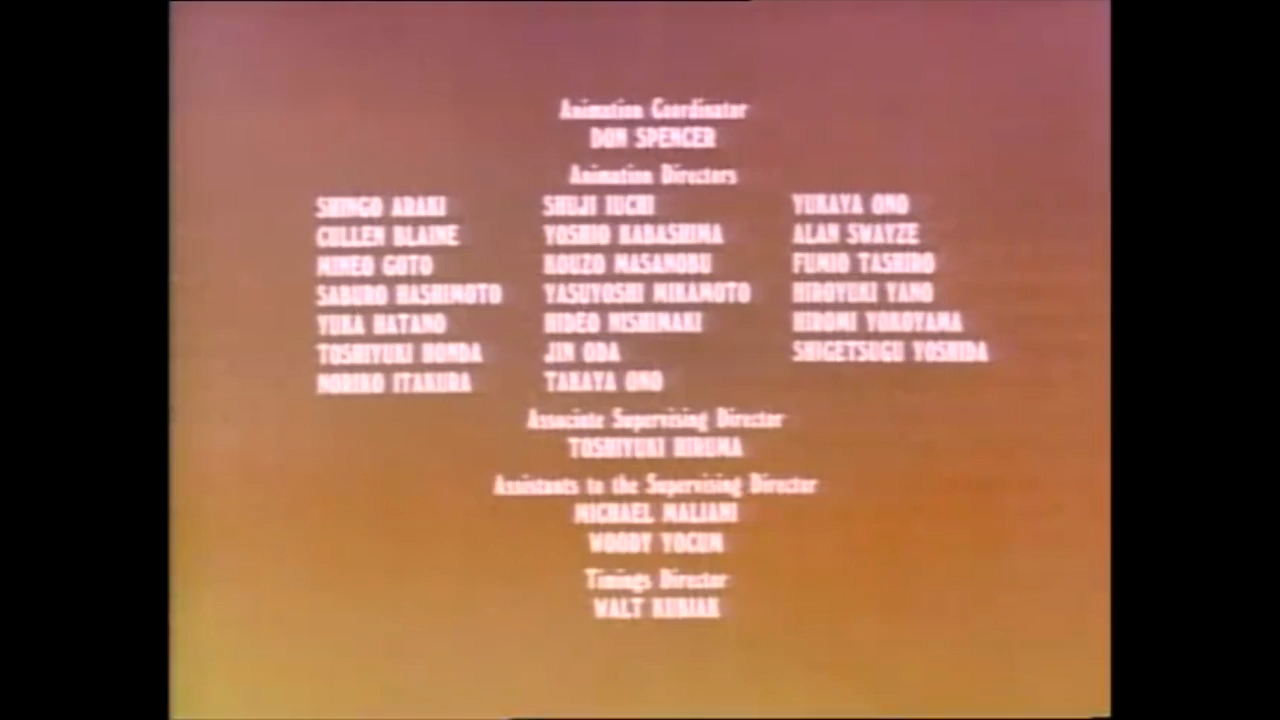 Animation Coordinator
DON SPENCER
Animation Directors
SHINGO ARAKI SHUJI IUCHI YUKAYA ONO
CULLEN BLAINE YOSHIO KABASHIMA ALAN SWAYZE
MINEO GOTO KOUZO MASANOBU FUMIO TASHIRO
SABURO HASHIMOTO YASUYOSHI MIKAMOTO HIROYUKI YANO
YUKA HATANO HIDEO NISHIMAKI HIROMI YOKOYAMA
TOSHIYUKI HONDA JIN ODA SHIGETSUGU YOSHIDA
NORIKO ITAKURA TAKAYA ONO
Associate Supervising Director
TOSHIYUKI HIRUMA
Assistants to the Supervising Director
MICHAEL MALIANI
WOODY YOCUM
Timings Director
WALT KUBIAK